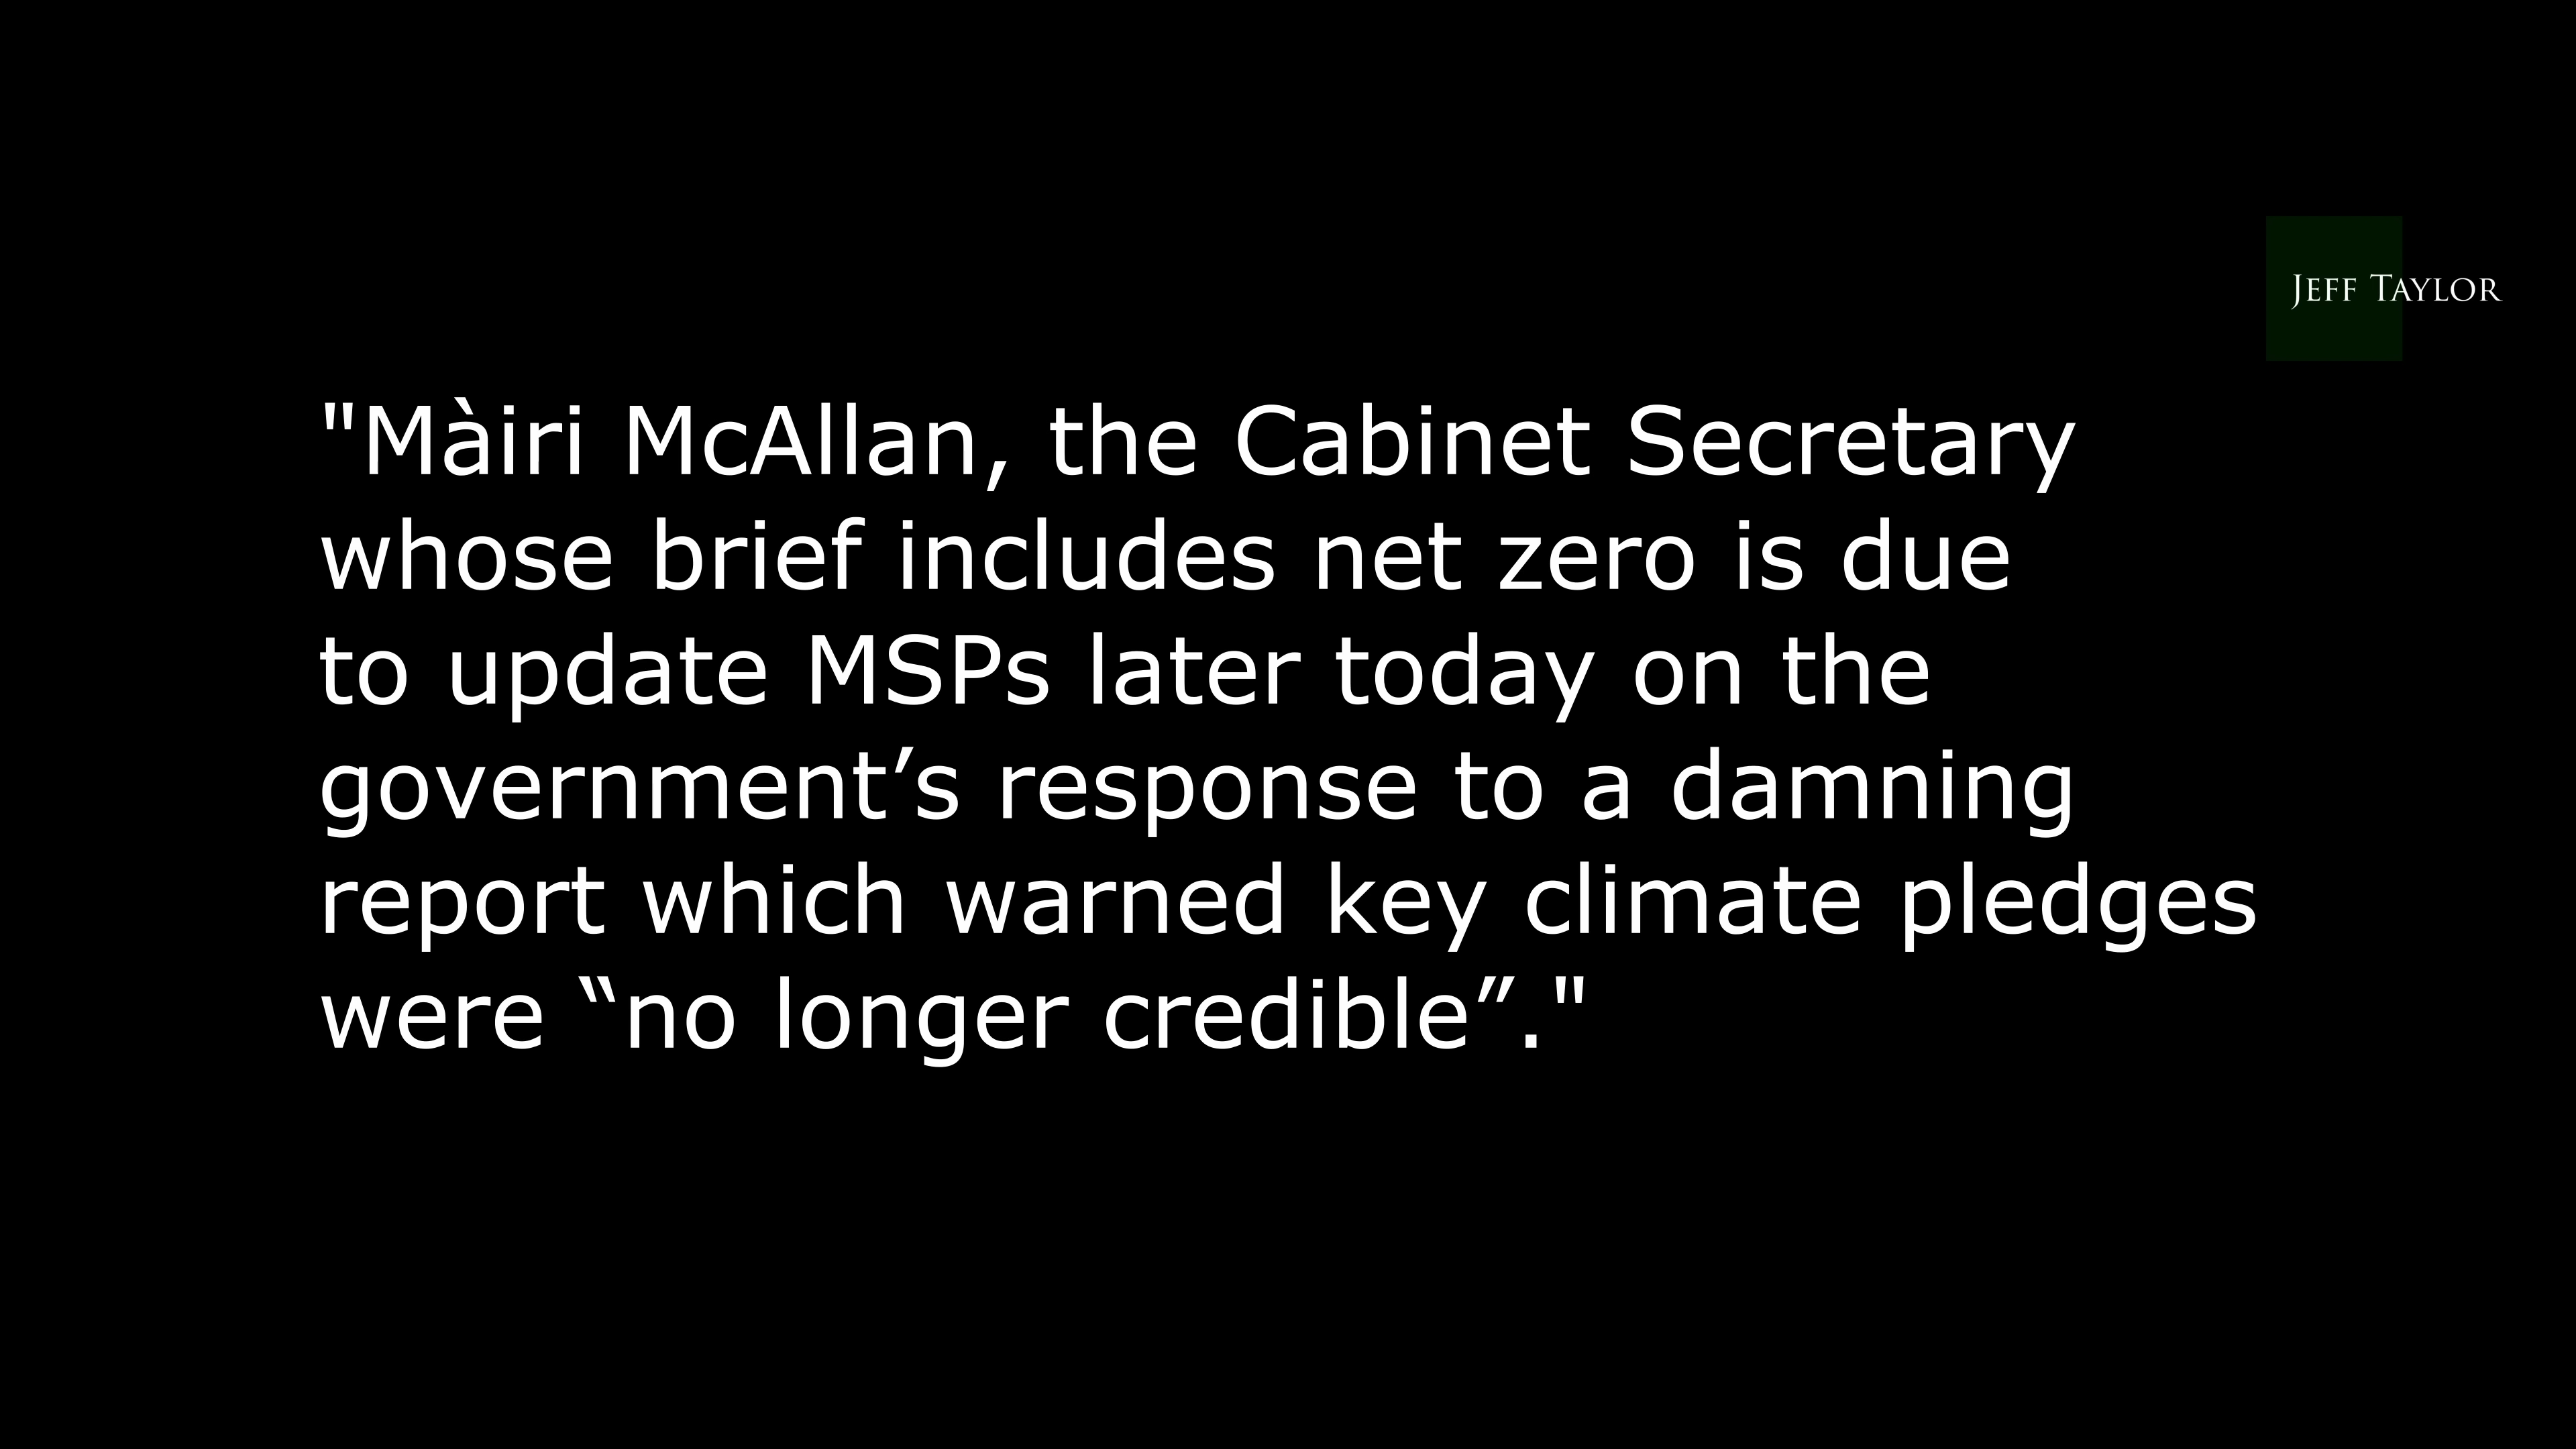 JEFF TAYLOR
"Màiri McAllan, the Cabinet Secretary
whose brief includes net zero is due
to update MSPs later today on the
government’s response to a damning
report which warned key climate pledges
were “no longer credible”."